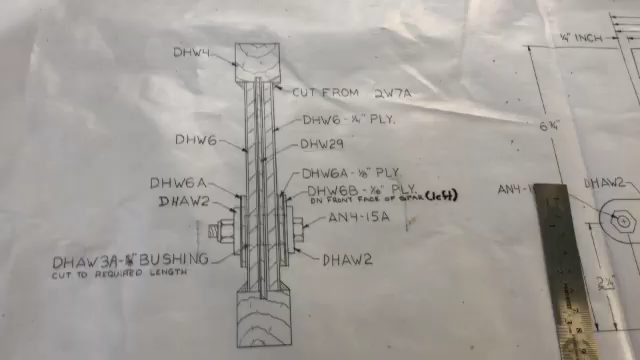 DHW4
¼" INCH
CUT FROM 2W7A
DHW6 - ¼" PLY.
DHW6
DHW29
6¾"
DHW6A - ⅛" PLY
DHW6A
DHW6B - ⅛" PLY.
ON FRONT FACE OF SPAR (left)
DHAW2
AN4-15A
AN4-1
DHAW2
DHAW3A - BUSHING
CUT TO REQUIRED LENGTH
DHAW2